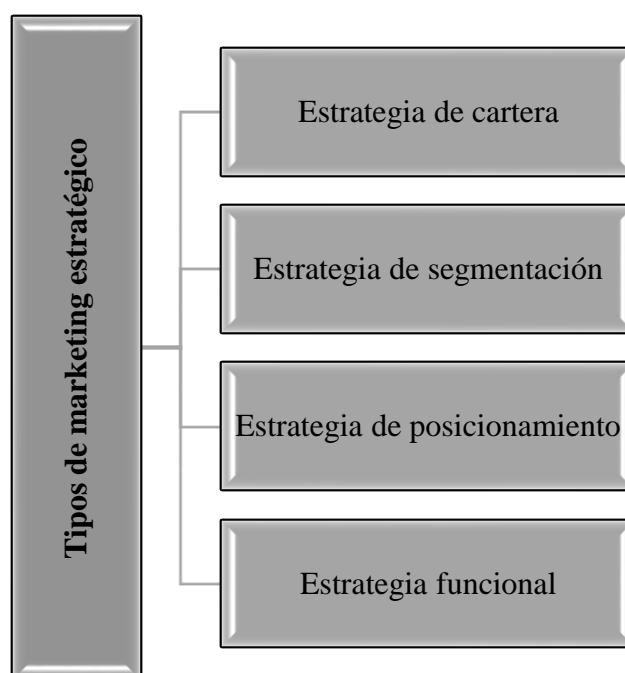 Tipos de marketing estratégico
Estrategia de cartera
Estrategia de segmentación
Estrategia de posicionamiento
Estrategia funcional